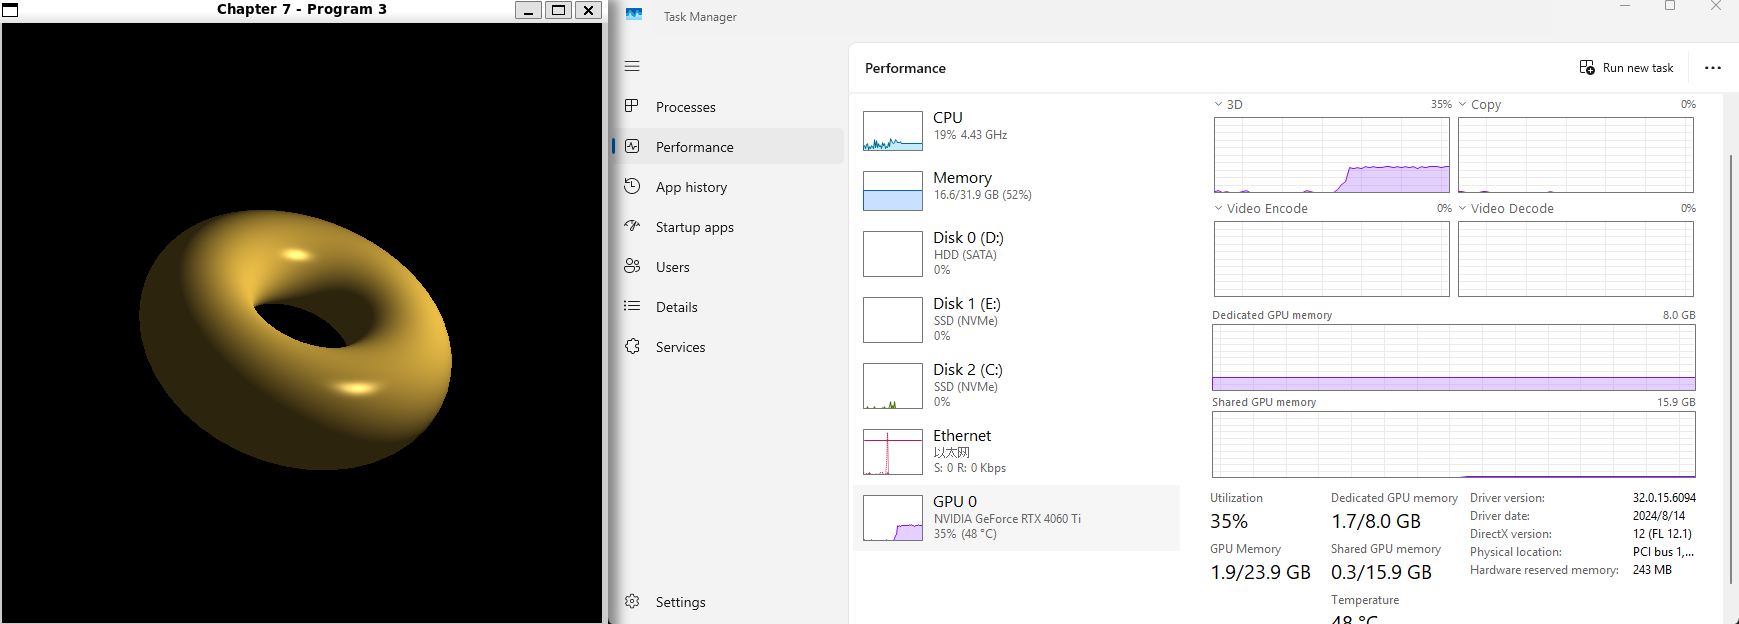 Chapter 7 - Program 3
Task Manager
Processes
Performance
App history
Startup apps
Users
Details
Services
Settings
Performance
Run new task
CPU
19% 4.43 GHz
Memory
16.6/31.9 GB (52%)
Disk 0 (D:)
HDD (SATA)
0%
Disk 1 (E:)
SSD (NVMe)
0%
Disk 2 (C:)
SSD (NVMe)
0%
Ethernet
以太网
S: 0 R: 0 Kbps
GPU 0
NVIDIA GeForce RTX 4060 Ti
35% (48 °C)
3D 35%
Copy 0%
Video Encode 0%
Video Decode 0%
Dedicated GPU memory 8.0 GB
Shared GPU memory 15.9 GB
Utilization
35%
Dedicated GPU memory
1.7/8.0 GB
GPU Memory
1.9/23.9 GB
Shared GPU memory
0.3/15.9 GB
Temperature
48 °C
Driver version: 32.0.15.6094
Driver date: 2024/8/14
DirectX version: 12 (FL 12.1)
Physical location: PCI bus 1,...
Hardware reserved memory: 243 MB